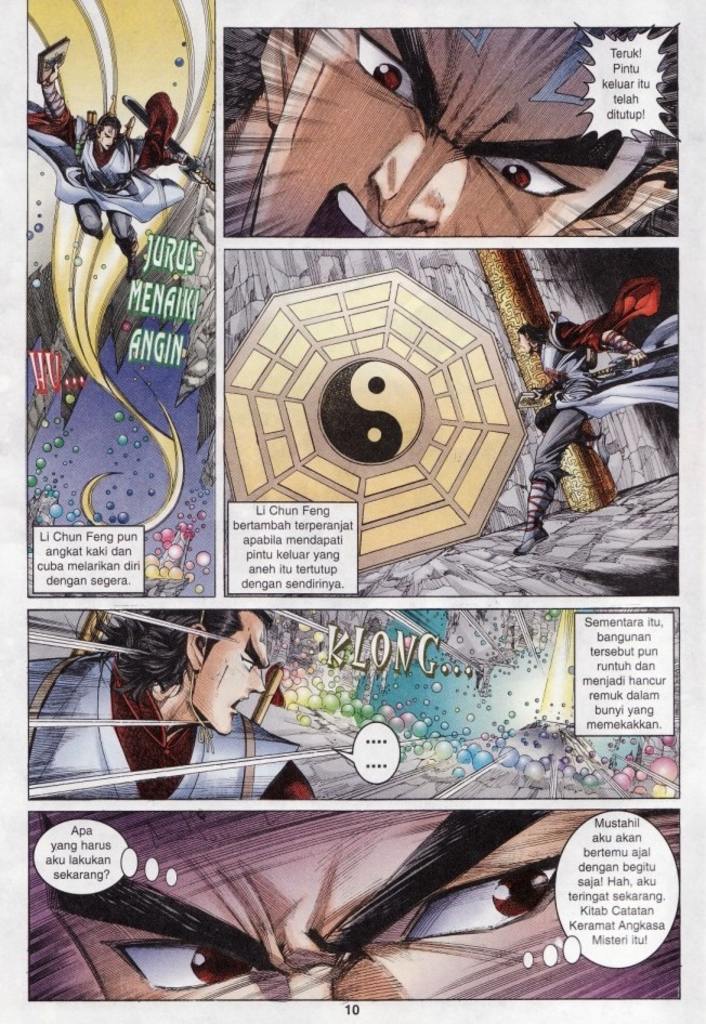 JURUS
MENAIKI
ANGIN
VU...
Li Chun Feng pun
angkat kaki dan
cuba melarikan diri
dengan segera.
Teruk!
Pintu
keluar itu
telah
ditutup!
Li Chun Feng
bertambah terperanjat
apabila mendapati
pintu keluar yang
aneh itu tertutup
dengan sendirinya.
KLONG...
....
....
Sementara itu,
bangunan
tersebut pun
runtuh dan
menjadi hancur
remuk dalam
bunyi yang
memekakkan.
Apa
yang harus
aku lakukan
sekarang?
Mustahil
aku akan
bertemu ajal
dengan begitu
saja! Hah, aku
teringat sekarang.
Kitab Catatan
Keramat Angkasa
Misteri itu!
10